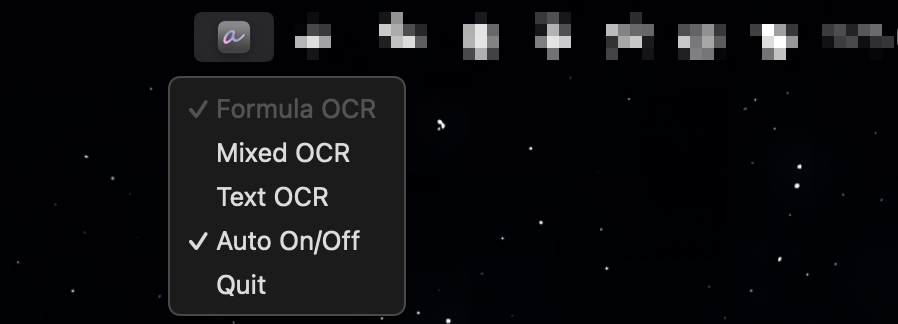 a
Formula OCR
Mixed OCR
Text OCR
Auto On/Off
Quit